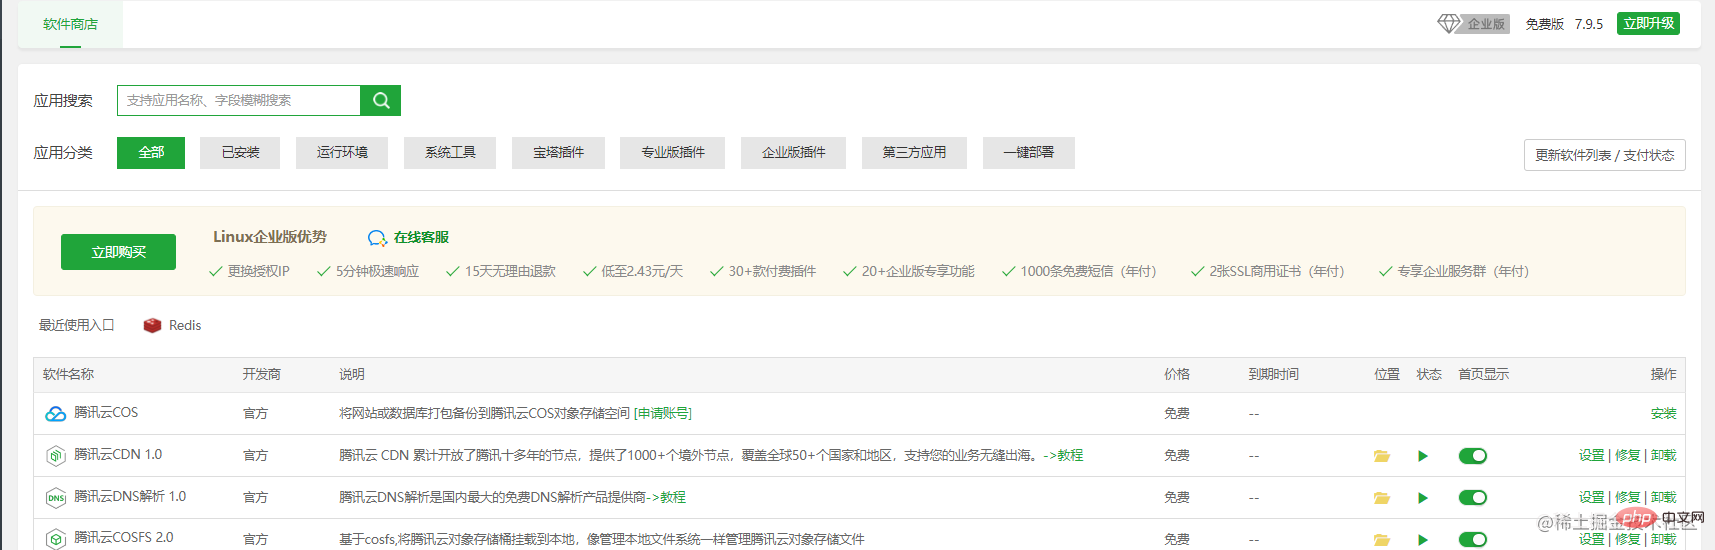 软件商店
企业版 免费版 7.9.5 立即升级
应用搜索 支持应用名称、字段模糊搜索
应用分类 全部 已安装 运行环境 系统工具 宝塔插件 专业版插件 企业版插件 第三方应用 一键部署 更新软件列表 / 支付状态
立即购买 Linux企业版优势 在线客服
更换授权IP 5分钟极速响应 15天无理由退款 低至2.43元/天 30+款付费插件 20+企业版专享功能 1000条免费短信（年付） 2张SSL商用证书（年付） 专享企业服务群（年付）
最近使用入口 Redis
软件名称 开发商 说明 价格 到期时间 位置 状态 首页显示 操作
腾讯云COS 官方 将网站或数据库打包备份到腾讯云COS对象存储空间 [申请账号] 免费 -- 安装
腾讯云CDN 1.0 官方 腾讯云 CDN 累计开放了腾讯十多年的节点，提供了1000+个境外节点，覆盖全球50+个国家和地区，支持您的业务无缝出海。->教程 免费 -- 设置 | 修复 | 卸载
DNS 腾讯云DNS解析 1.0 官方 腾讯云DNS解析是国内最大的免费DNS解析产品提供商->教程 免费 -- 设置 | 修复 | 卸载
腾讯云COSFS 2.0 官方 基于cosfs,将腾讯云对象存储桶挂载到本地，像管理本地文件系统一样管理腾讯云对象存储文件 免费 -- 设置 | 修复 | 卸载
@稀土掘金技术社区
php 中文网